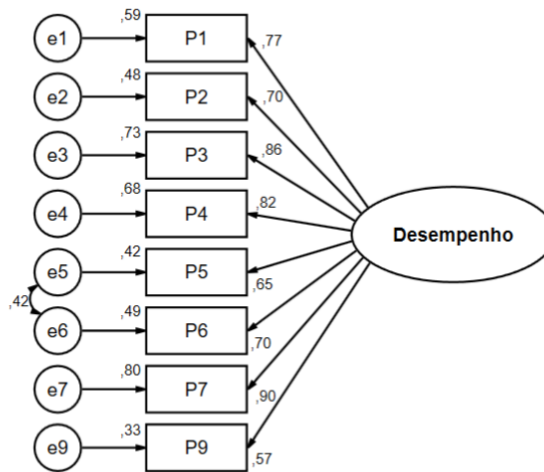 ,59
e1 P1 ,77
,48
e2 P2 ,70
,73
e3 P3 ,86
,68
e4 P4 ,82
Desempenho
,42
e5 P5 ,65
,42
,49
e6 P6 ,70
,80
e7 P7 ,90
,33
e9 P9 ,57